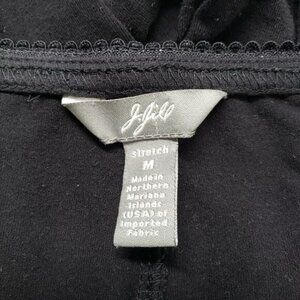 J.Jill
stretch
M
Made in
Northern
Mariana
Islands
(USA) of
Imported
Fabric